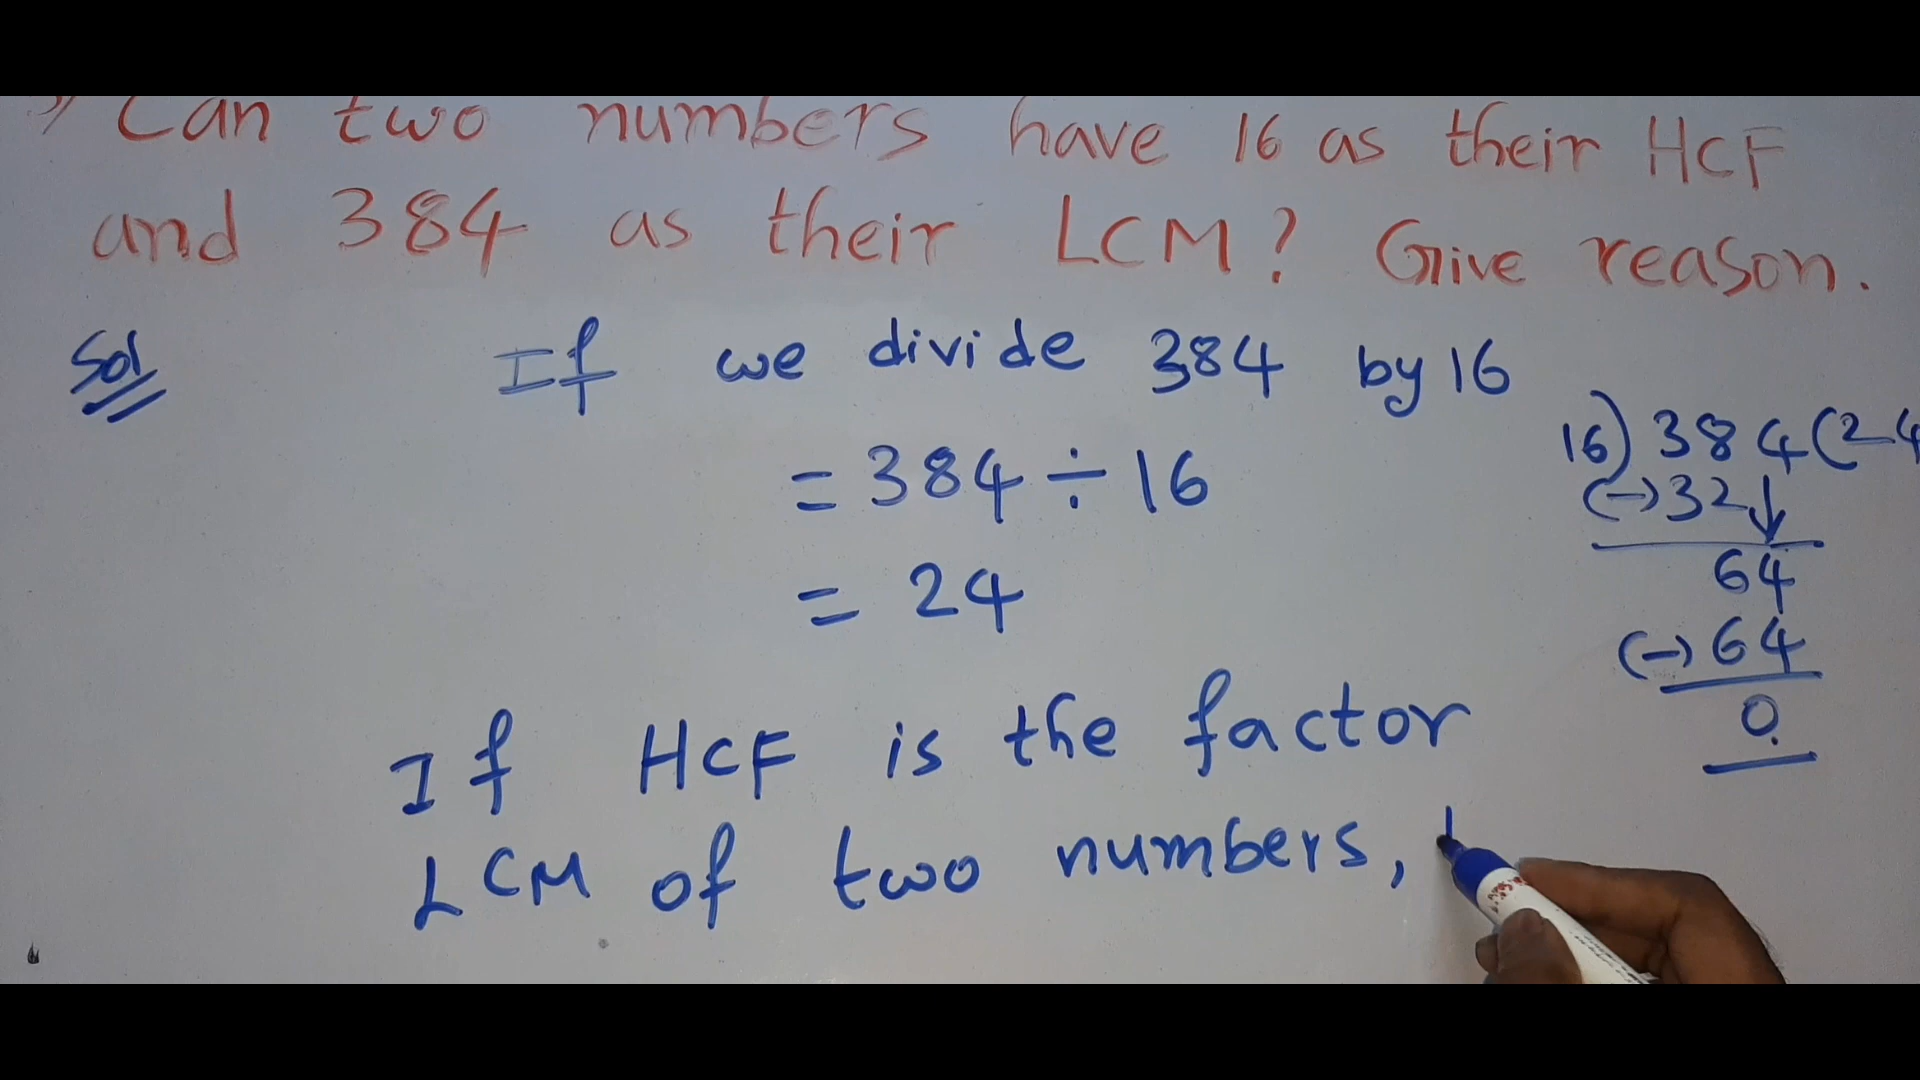 Can two numbers have 16 as their HCF
and 384 as their LCM? Give reason.
Sol
If we divide 384 by 16
= 384 ÷ 16
= 24
16) 384 (24
(-) 32 ↓
64
(-) 64
0
If HCF is the factor
LCM of two numbers,